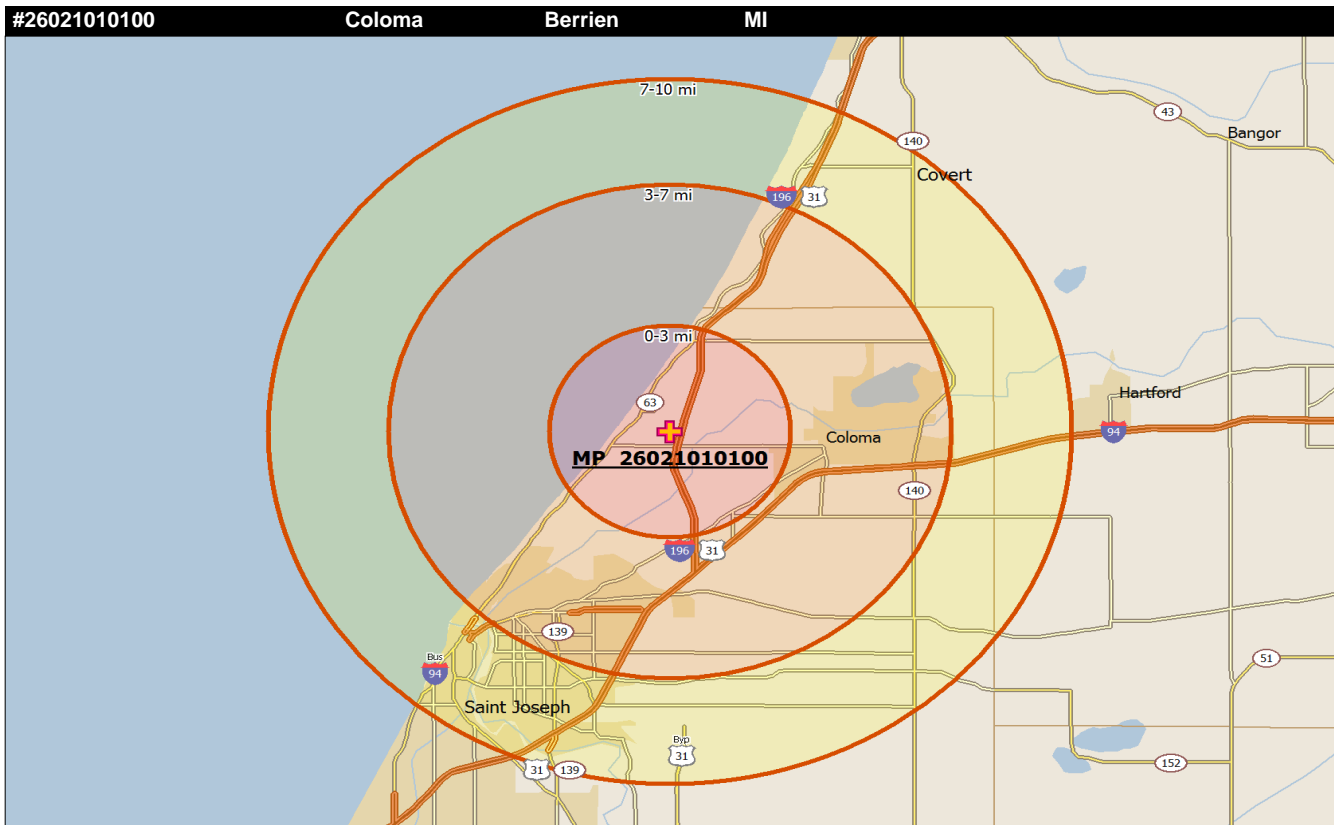 #26021010100 Coloma Berrien MI
7-10 mi
43
Bangor
140
Covert
3-7 mi
196 31
0-3 mi
Hartford
63
94
Coloma
MP 26021010100
140
196 31
139
Bus
94
51
Saint Joseph
Byp
31
152
31 139